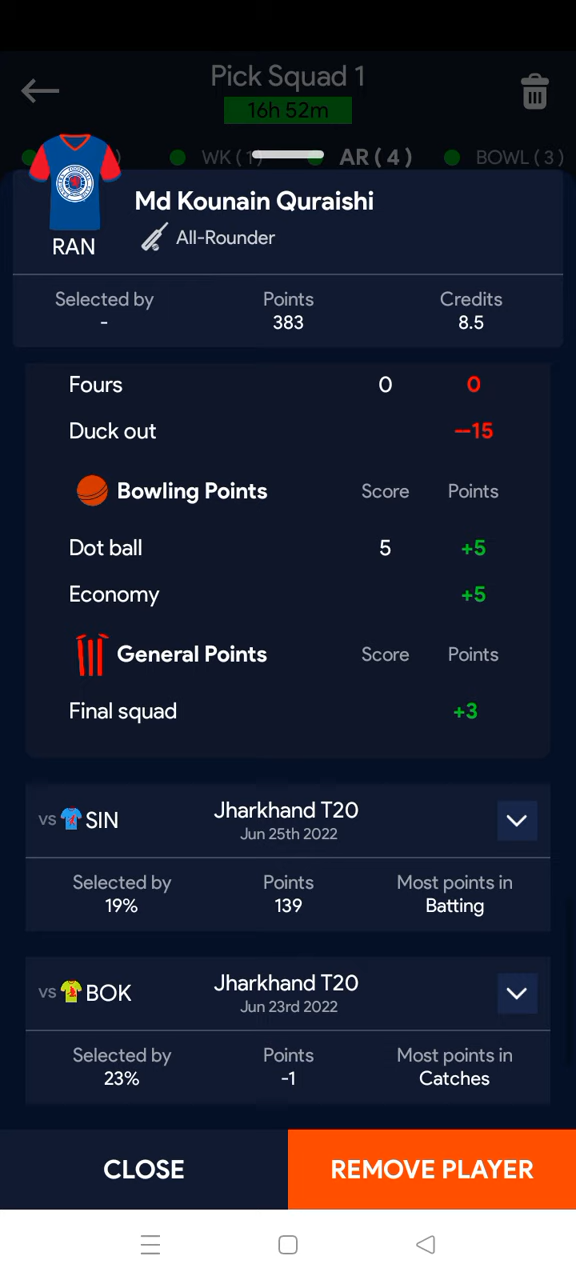 Pick Squad 1
16h 52m
WK (1
AR ( 4 )
BOWL ( 3 )
Md Kounain Quraishi
RAN
All-Rounder
Selected by Points Credits
- 383 8.5
Fours 0 0
Duck out –15
Bowling Points Score Points
Dot ball 5 +5
Economy +5
General Points Score Points
Final squad +3
vs SIN Jharkhand T20
Jun 25th 2022
Selected by Points Most points in
19% 139 Batting
vs BOK Jharkhand T20
Jun 23rd 2022
Selected by Points Most points in
23% -1 Catches
CLOSE REMOVE PLAYER